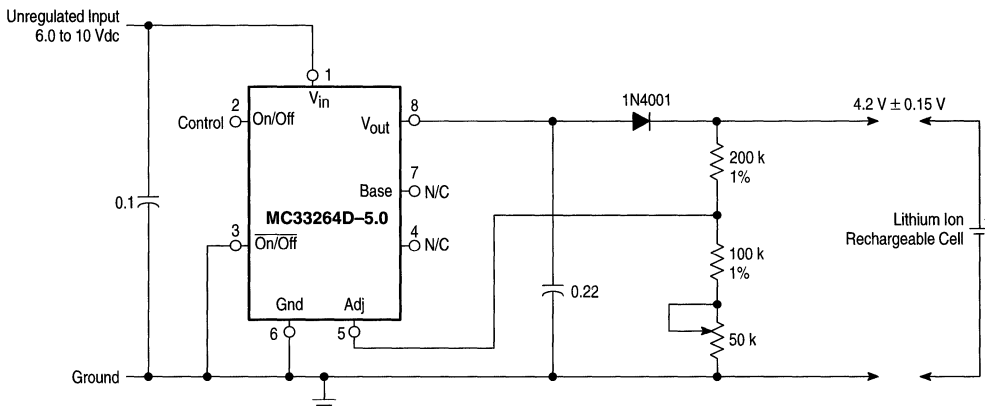 Unregulated Input
6.0 to 10 Vdc
1
Vin
2
Control
On/Off
8
Vout
1N4001
4.2 V ± 0.15 V
200 k
1%
7
Base
N/C
0.1
MC33264D–5.0
3
On/Off
4
N/C
100 k
1%
Lithium Ion
Rechargeable Cell
0.22
Gnd
Adj
6
5
50 k
Ground